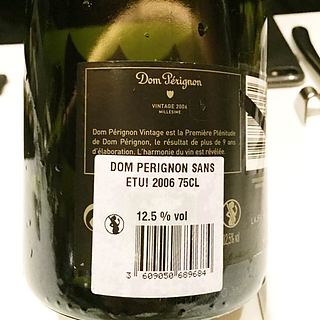 Dom Pérignon
VINTAGE 2006
MILLÉSIME
Dom Pérignon Vintage est la Première Plénitude
de Dom Pérignon, le résultat de plus de 9 ans
d'élaboration. L'harmonie du vin est révélée.
DOM PERIGNON SANS
ETUI 2006 75CL
12.5 % vol
3 609050 689684